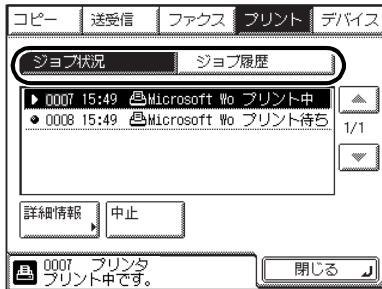 コピー 送受信 ファクス プリント デバイス
ジョブ状況 ジョブ履歴
0007 15:49 Microsoft Wo プリント中
0008 15:49 Microsoft Wo プリント待ち
1/1
詳細情報 中止
0007 プリンタ
プリント中です。
閉じる